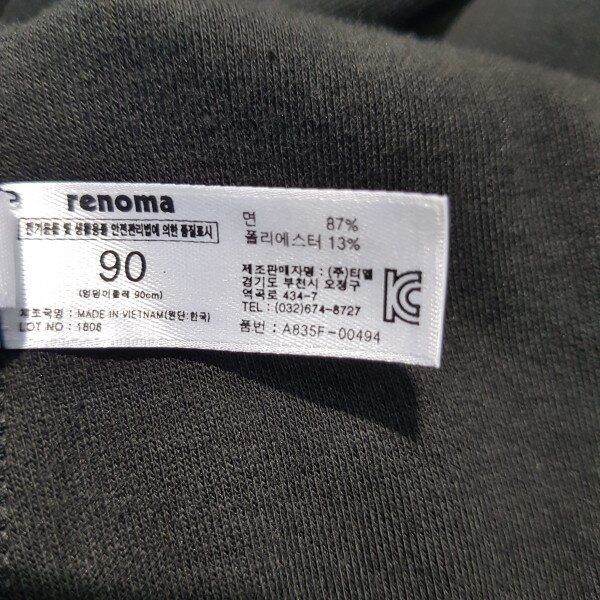 renoma
전기용품 및 생활용품 안전관리법에 의한 품질표시
90
(엉덩이둘레 90cm)
제조국명 : MADE IN VIETNAM(원단:한국)
LOT NO : 1808
면 87%
폴리에스터 13%
제조판매자명 : (주)티엘
경기도 부천시 오정구
역곡로 434-7
TEL : (032)674-8727
품번 : A835F-00494